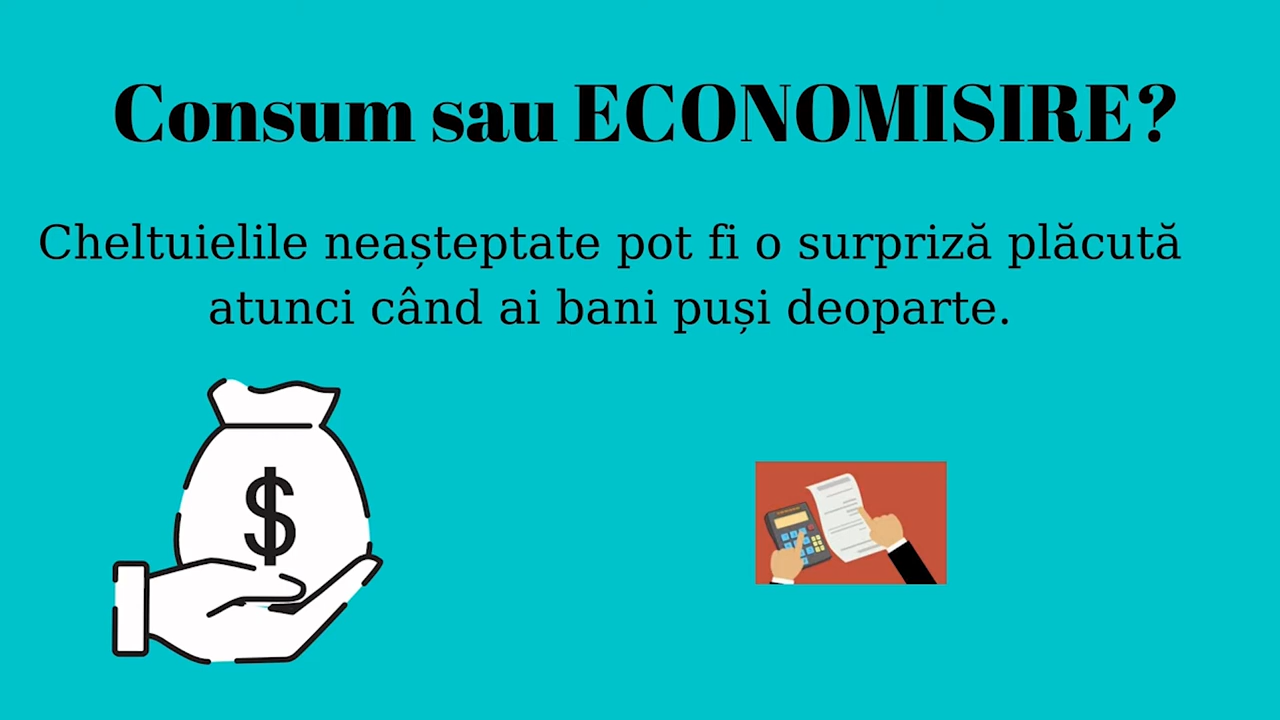 Consum sau ECONOMISIRE?
Cheltuielile neașteptate pot fi o surpriză plăcută
atunci când ai bani puși deoparte.
$